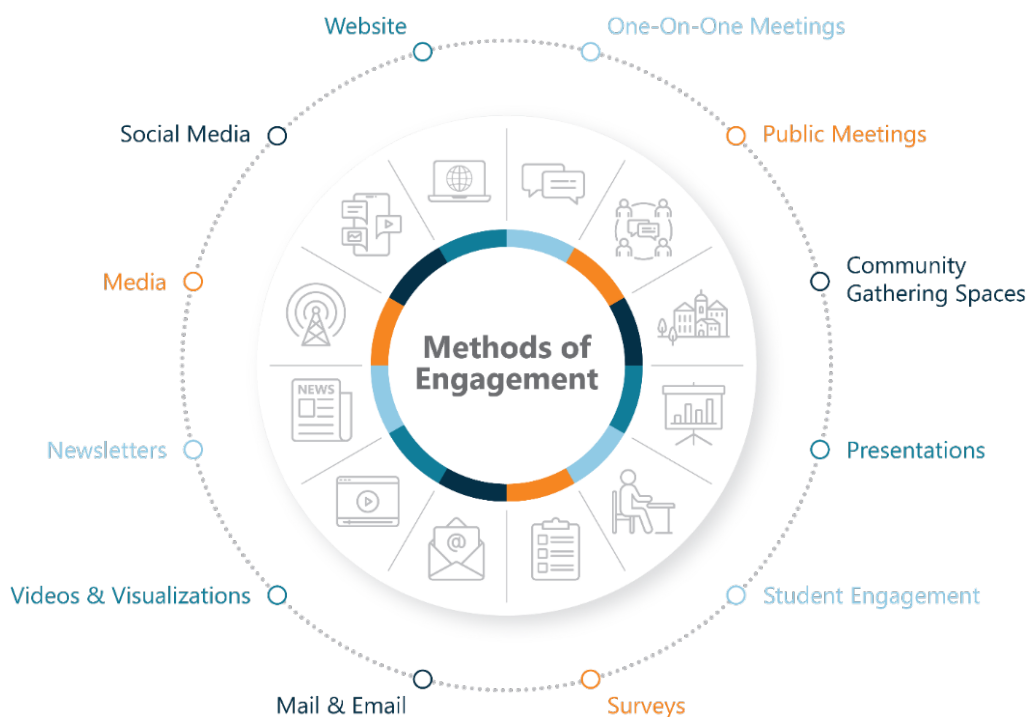 Website
One-On-One Meetings
Social Media
Public Meetings
Media
Community
Gathering Spaces
NEWS
@
Methods of
Engagement
Newsletters
Presentations
Videos & Visualizations
Student Engagement
Mail & Email
Surveys